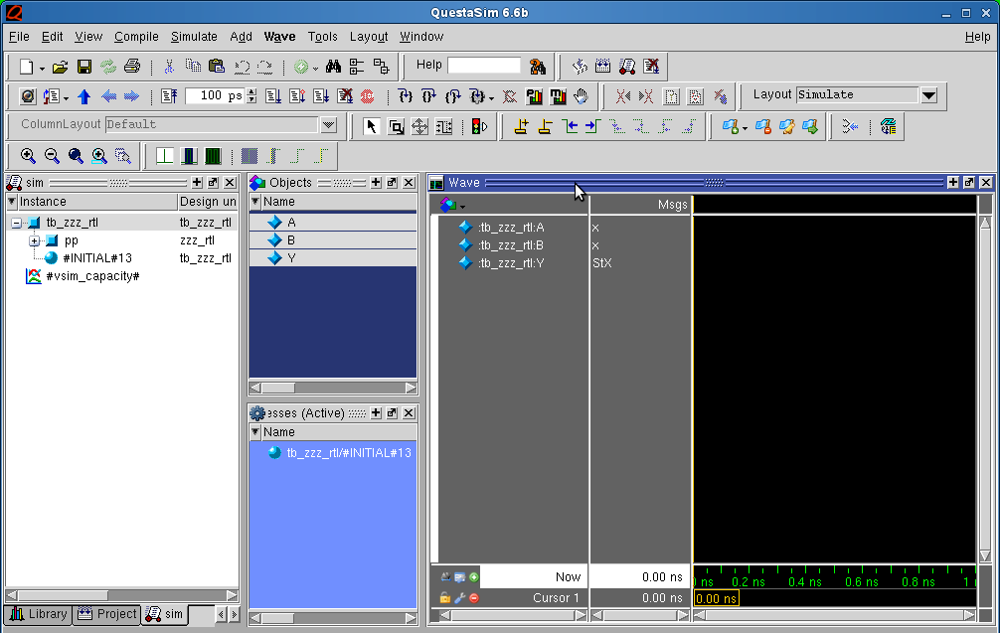 QuestaSim 6.6b
File Edit View Compile Simulate Add Wave Tools Layout Window Help
Help
100 ps
Layout Simulate
ColumnLayout Default
sim
Instance Design un
tb_zzz_rtl tb_zzz_rtl
pp zzz_rtl
#INITIAL#13 tb_zzz_rtl
#vsim_capacity#
Library Project sim
Objects
Name
A
B
Y
esses (Active)
Name
tb_zzz_rtl/#INITIAL#13
Wave
Msgs
:tb_zzz_rtl:A x
:tb_zzz_rtl:B x
:tb_zzz_rtl:Y StX
Now 0.00 ns ns 0.2 ns 0.4 ns 0.6 ns 0.8 ns 1
Cursor 1 0.00 ns 0.00 ns